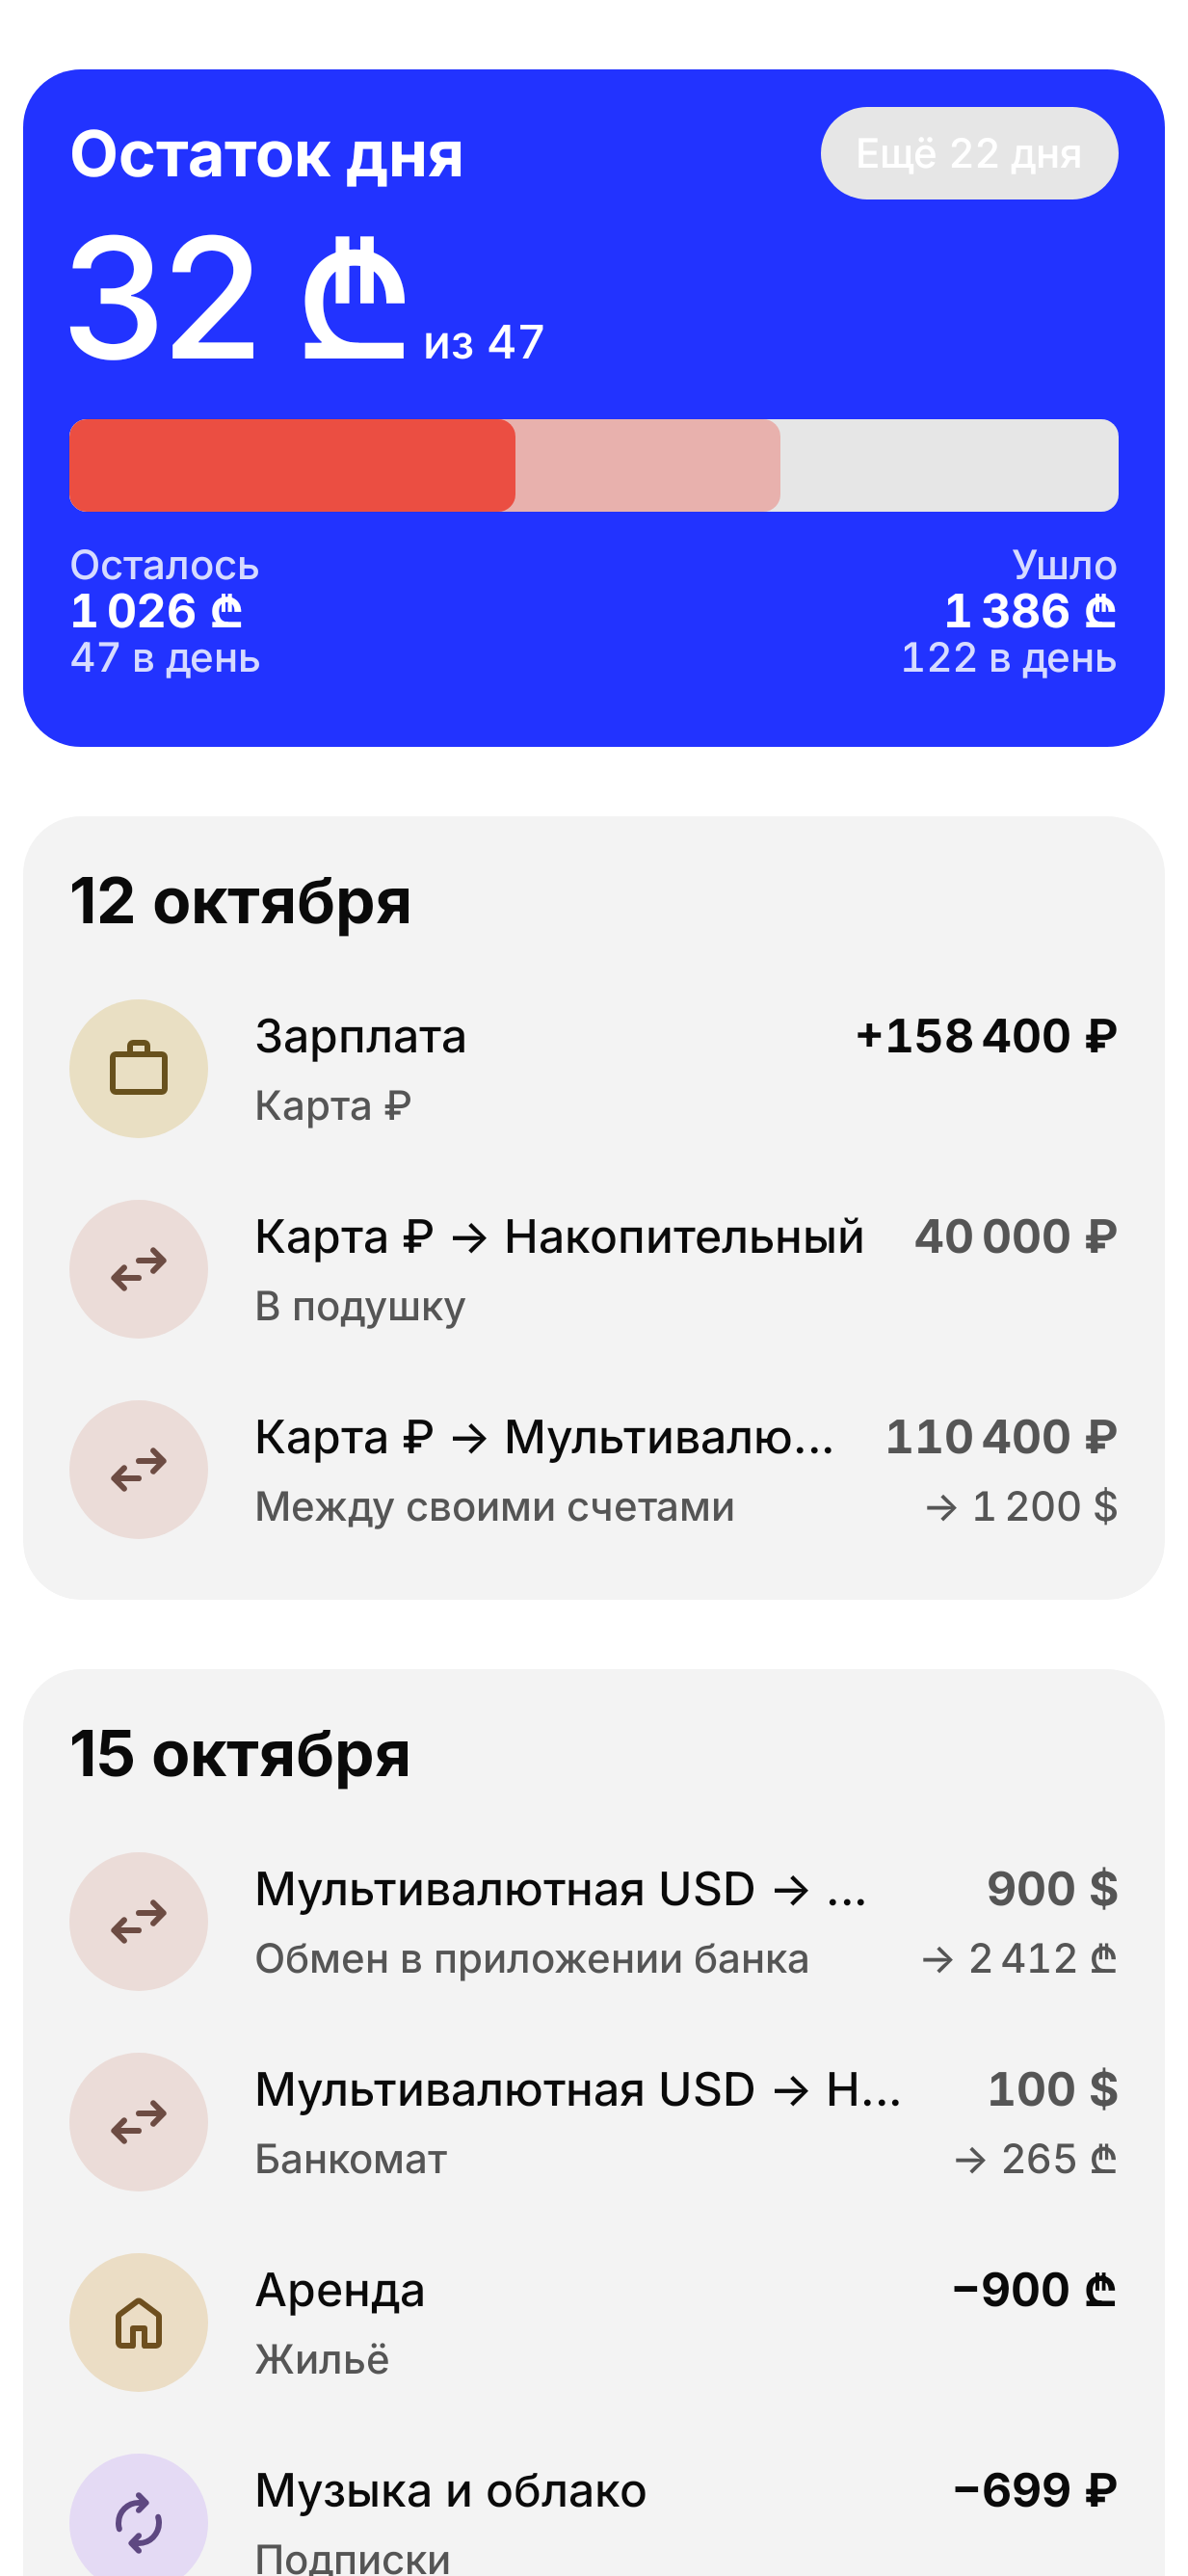 Остаток дня
Ещё 22 дня
32 ₾ из 47
Осталось
Ушло
1 026 ₾
1 386 ₾
47 в день
122 в день
12 октября
Зарплата
+158 400 ₽
Карта ₽
Карта ₽ → Накопительный
40 000 ₽
В подушку
Карта ₽ → Мультивалю...
110 400 ₽
Между своими счетами
→ 1 200 $
15 октября
Мультивалютная USD → ...
900 $
Обмен в приложении банка
→ 2 412 ₾
Мультивалютная USD → Н...
100 $
Банкомат
→ 265 ₾
Аренда
−900 ₾
Жильё
Музыка и облако
−699 ₽
Подписки